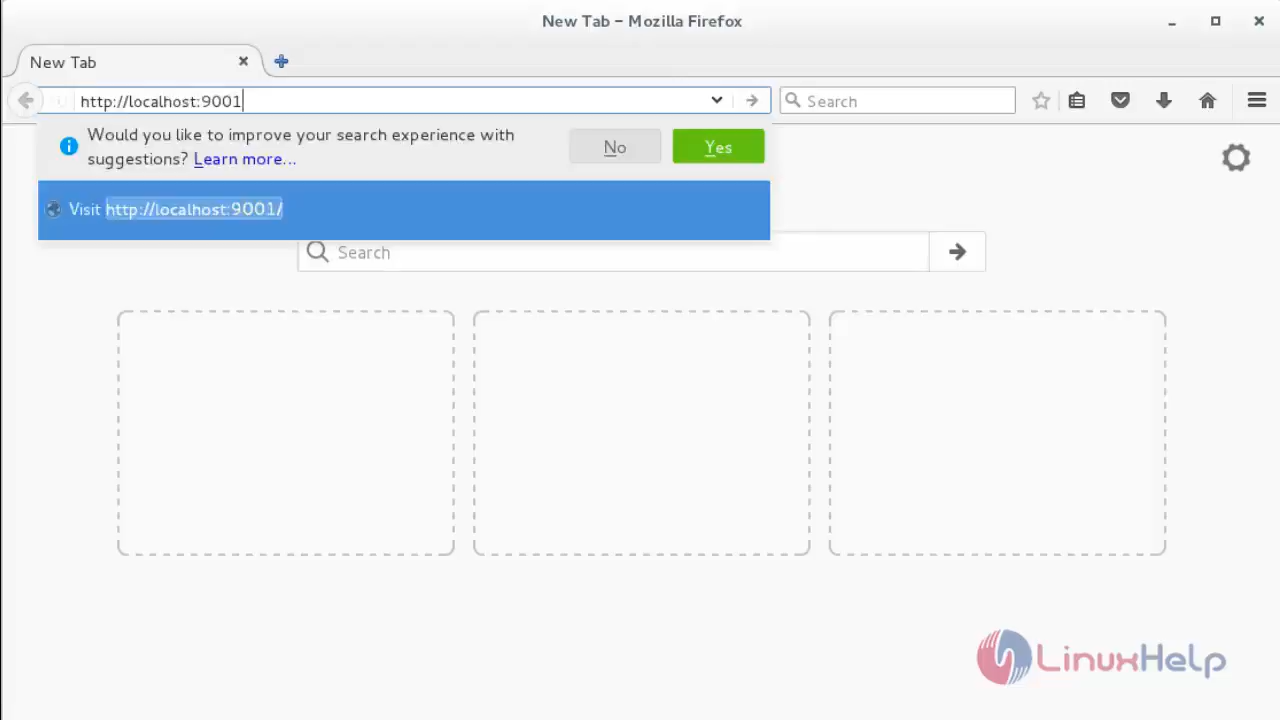 New Tab - Mozilla Firefox
New Tab
http://localhost:9001
Search
Would you like to improve your search experience with
suggestions? Learn more...
No
Yes
Visit http://localhost:9001/
Search
LinuxHelp